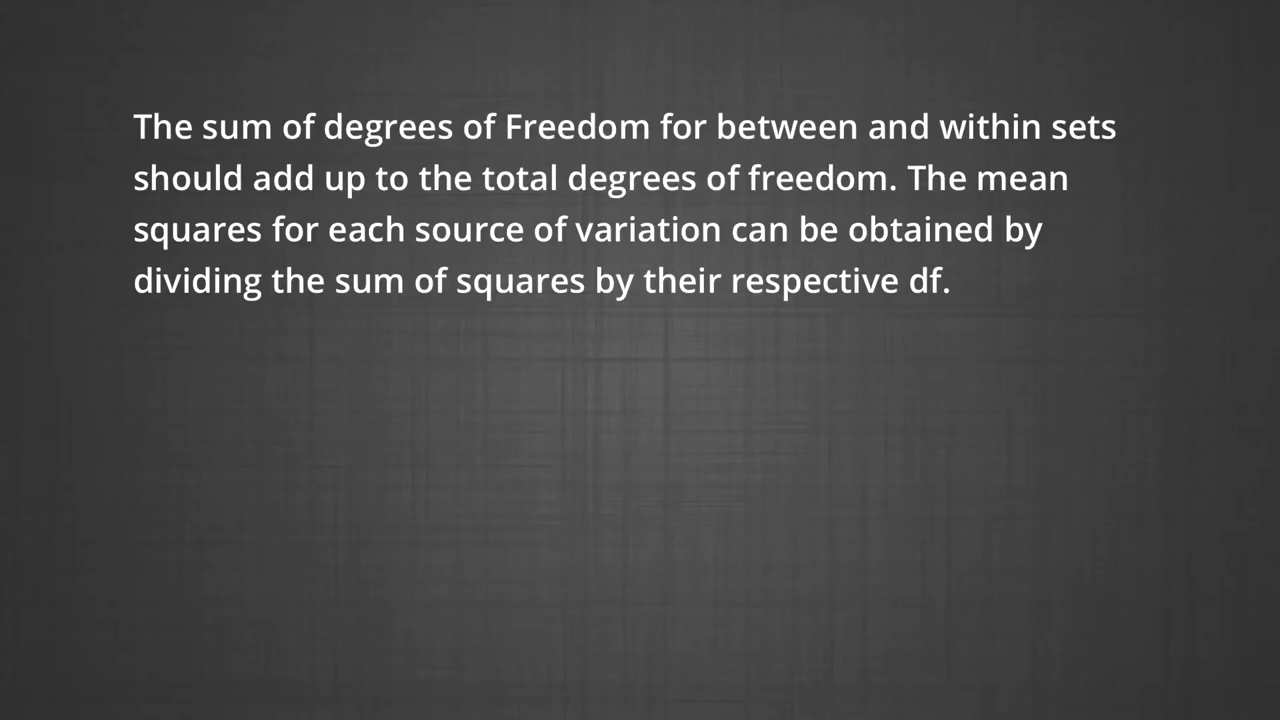 The sum of degrees of Freedom for between and within sets
should add up to the total degrees of freedom. The mean
squares for each source of variation can be obtained by
dividing the sum of squares by their respective df.